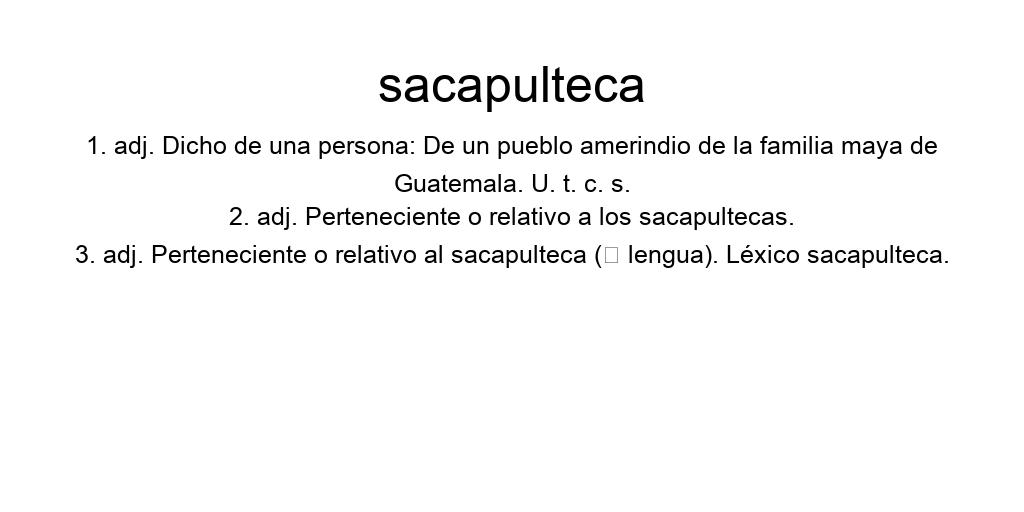 sacapulteca
1. adj. Dicho de una persona: De un pueblo amerindio de la familia maya de
Guatemala. U. t. c. s.
2. adj. Perteneciente o relativo a los sacapultecas.
3. adj. Perteneciente o relativo al sacapulteca (□ lengua). Léxico sacapulteca.